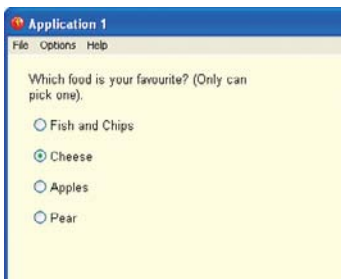 Application 1
File Options Help
Which food is your favourite? (Only can
pick one).
Fish and Chips
Cheese
Apples
Pear